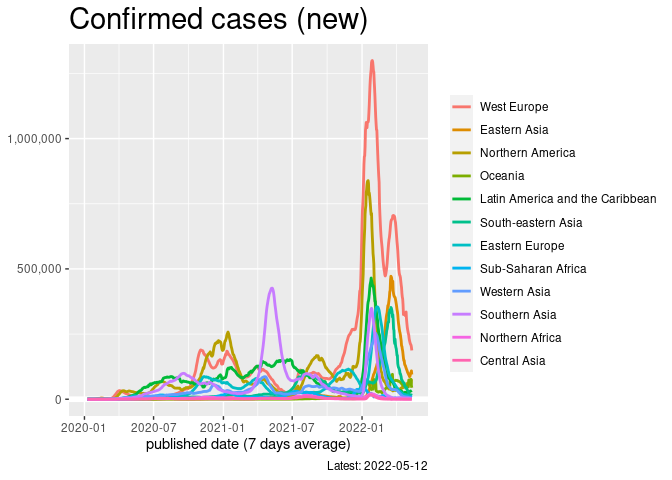 Confirmed cases (new)
1,000,000
500,000
0
2020-01 2020-07 2021-01 2021-07 2022-01
published date (7 days average)
Latest: 2022-05-12
West Europe
Eastern Asia
Northern America
Oceania
Latin America and the Caribbean
South-eastern Asia
Eastern Europe
Sub-Saharan Africa
Western Asia
Southern Asia
Northern Africa
Central Asia